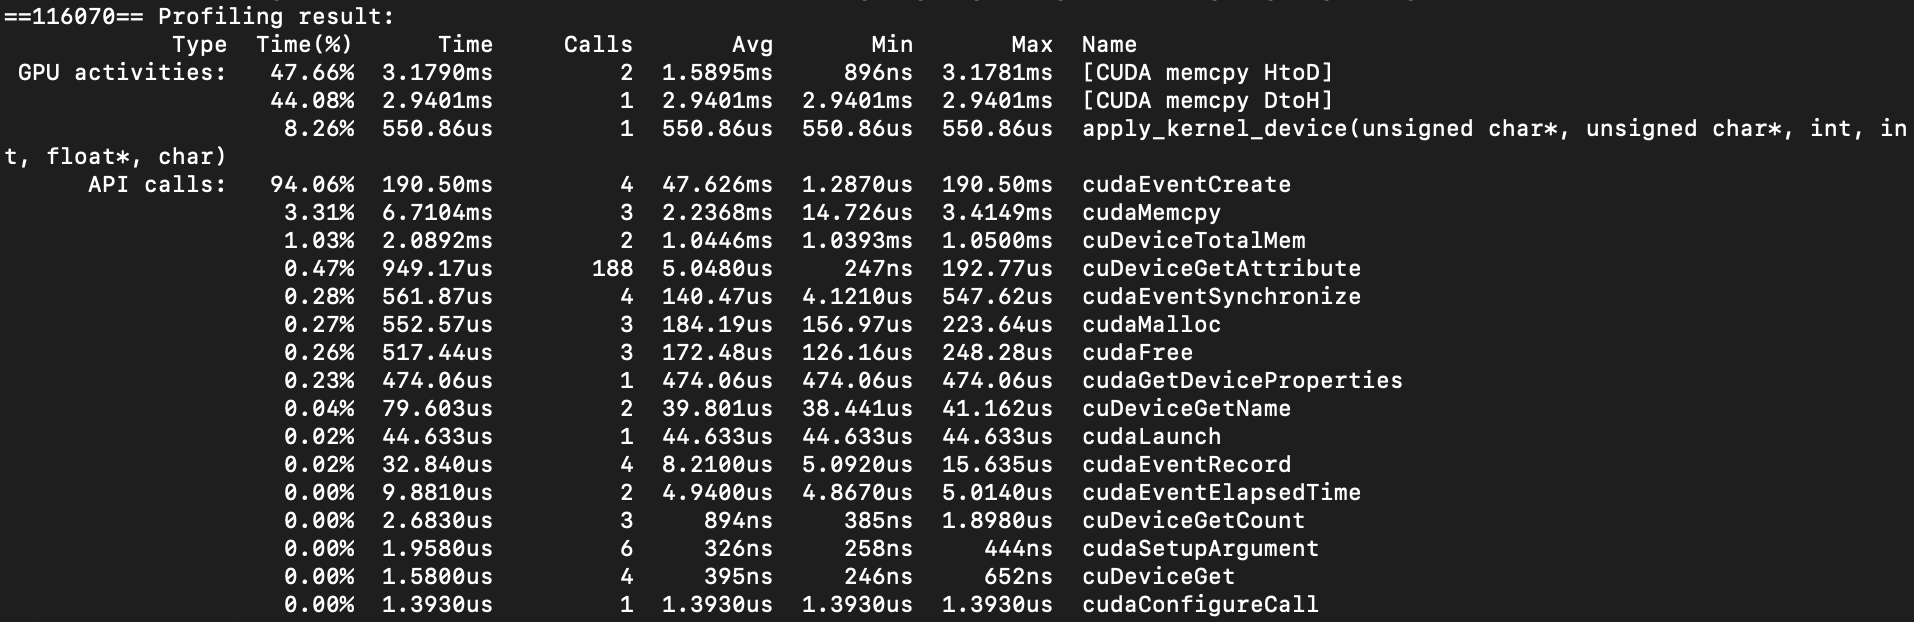 ==116070== Profiling result:
Type Time(%) Time Calls Avg Min Max Name
GPU activities: 47.66% 3.1790ms 2 1.5895ms 896ns 3.1781ms [CUDA memcpy HtoD]
44.08% 2.9401ms 1 2.9401ms 2.9401ms 2.9401ms [CUDA memcpy DtoH]
8.26% 550.86us 1 550.86us 550.86us 550.86us apply_kernel_device(unsigned char*, unsigned char*, int, in
t, float*, char)
API calls: 94.06% 190.50ms 4 47.626ms 1.2870us 190.50ms cudaEventCreate
3.31% 6.7104ms 3 2.2368ms 14.726us 3.4149ms cudaMemcpy
1.03% 2.0892ms 2 1.0446ms 1.0393ms 1.0500ms cuDeviceTotalMem
0.47% 949.17us 188 5.0480us 247ns 192.77us cuDeviceGetAttribute
0.28% 561.87us 4 140.47us 4.1210us 547.62us cudaEventSynchronize
0.27% 552.57us 3 184.19us 156.97us 223.64us cudaMalloc
0.26% 517.44us 3 172.48us 126.16us 248.28us cudaFree
0.23% 474.06us 1 474.06us 474.06us 474.06us cudaGetDeviceProperties
0.04% 79.603us 2 39.801us 38.441us 41.162us cuDeviceGetName
0.02% 44.633us 1 44.633us 44.633us 44.633us cudaLaunch
0.02% 32.840us 4 8.2100us 5.0920us 15.635us cudaEventRecord
0.00% 9.8810us 2 4.9400us 4.8670us 5.0140us cudaEventElapsedTime
0.00% 2.6830us 3 894ns 385ns 1.8980us cuDeviceGetCount
0.00% 1.9580us 6 326ns 258ns 444ns cudaSetupArgument
0.00% 1.5800us 4 395ns 246ns 652ns cuDeviceGet
0.00% 1.3930us 1 1.3930us 1.3930us 1.3930us cudaConfigureCall